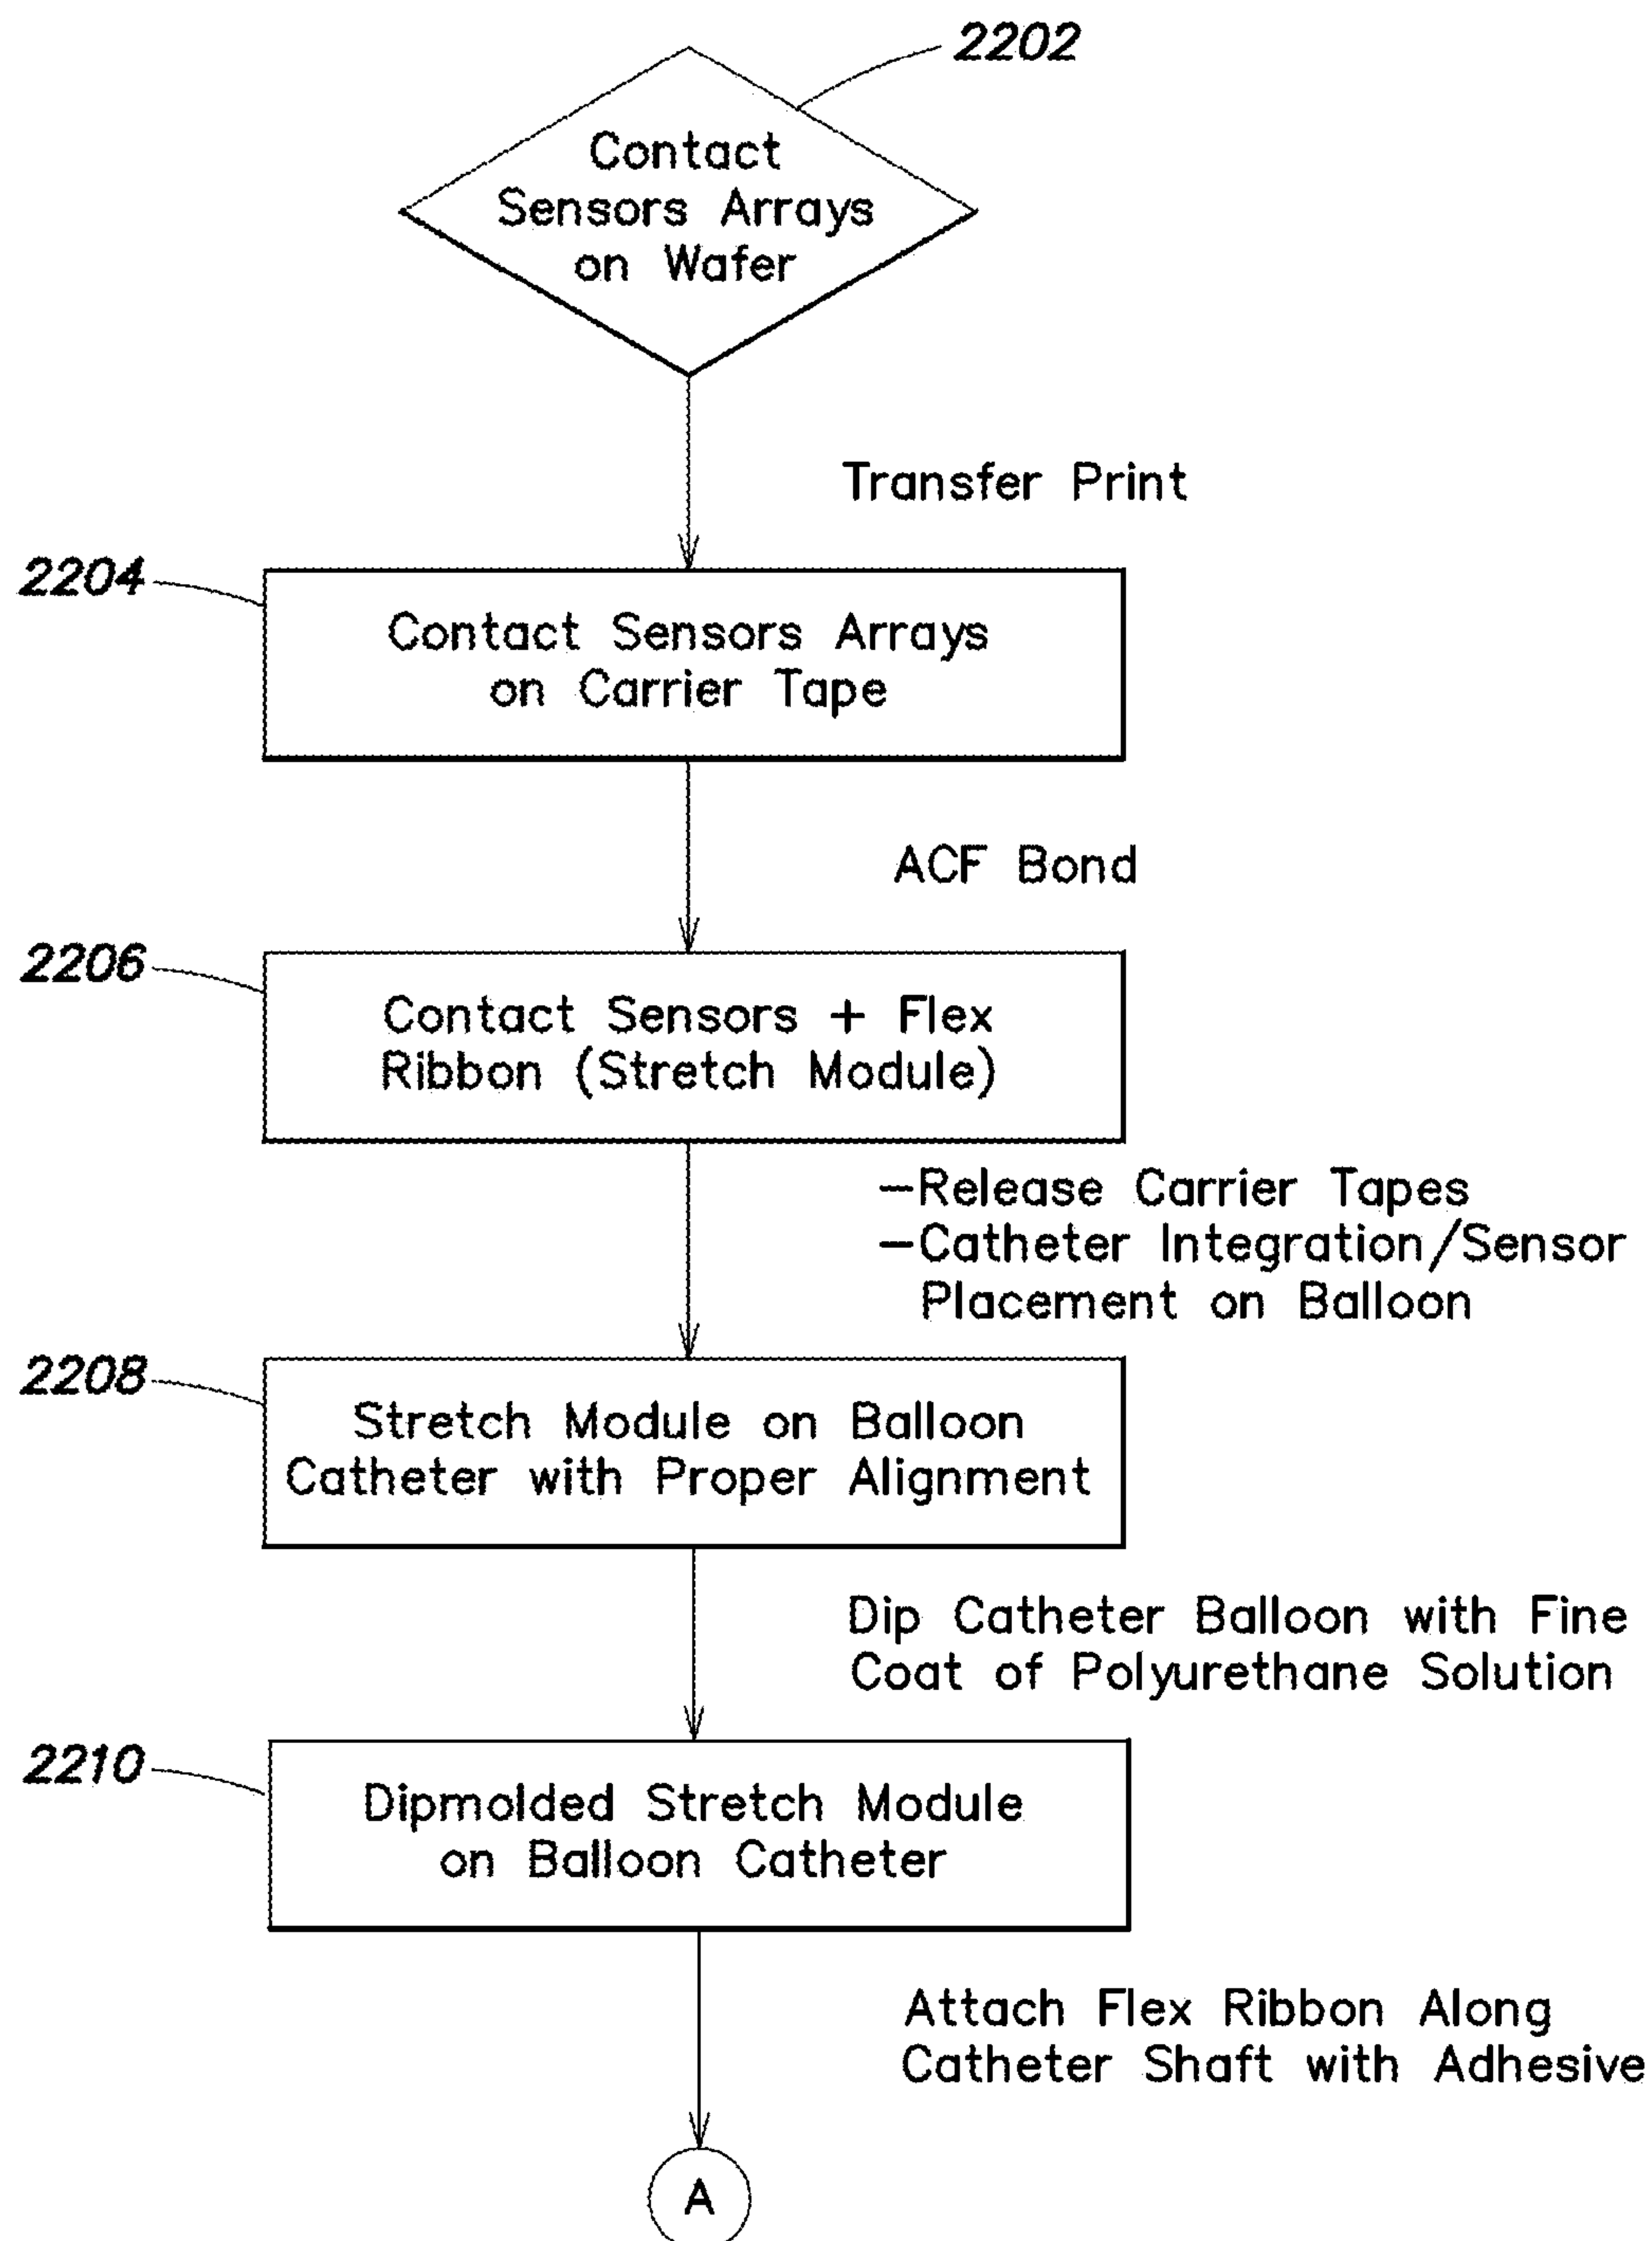 2202
Contact
Sensors Arrays
on Wafer
Transfer Print
2204
Contact Sensors Arrays
on Carrier Tape
ACF Bond
2206
Contact Sensors + Flex
Ribbon (Stretch Module)
–Release Carrier Tapes
–Catheter Integration/Sensor
Placement on Balloon
2208
Stretch Module on Balloon
Catheter with Proper Alignment
Dip Catheter Balloon with Fine
Coat of Polyurethane Solution
2210
Dipmolded Stretch Module
on Balloon Catheter
Attach Flex Ribbon Along
Catheter Shaft with Adhesive
A